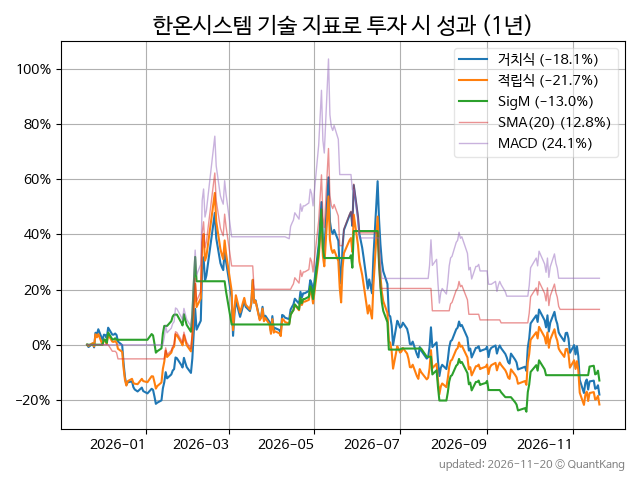 한온시스템 기술 지표로 투자 시 성과 (1년)
거치식 (−18.1%)
적립식 (−21.7%)
SigM (−13.0%)
SMA(20) (12.8%)
MACD (24.1%)
100%
80%
60%
40%
20%
0%
−20%
2026-01 2026-03 2026-05 2026-07 2026-09 2026-11
updated: 2026-11-20 © QuantKang